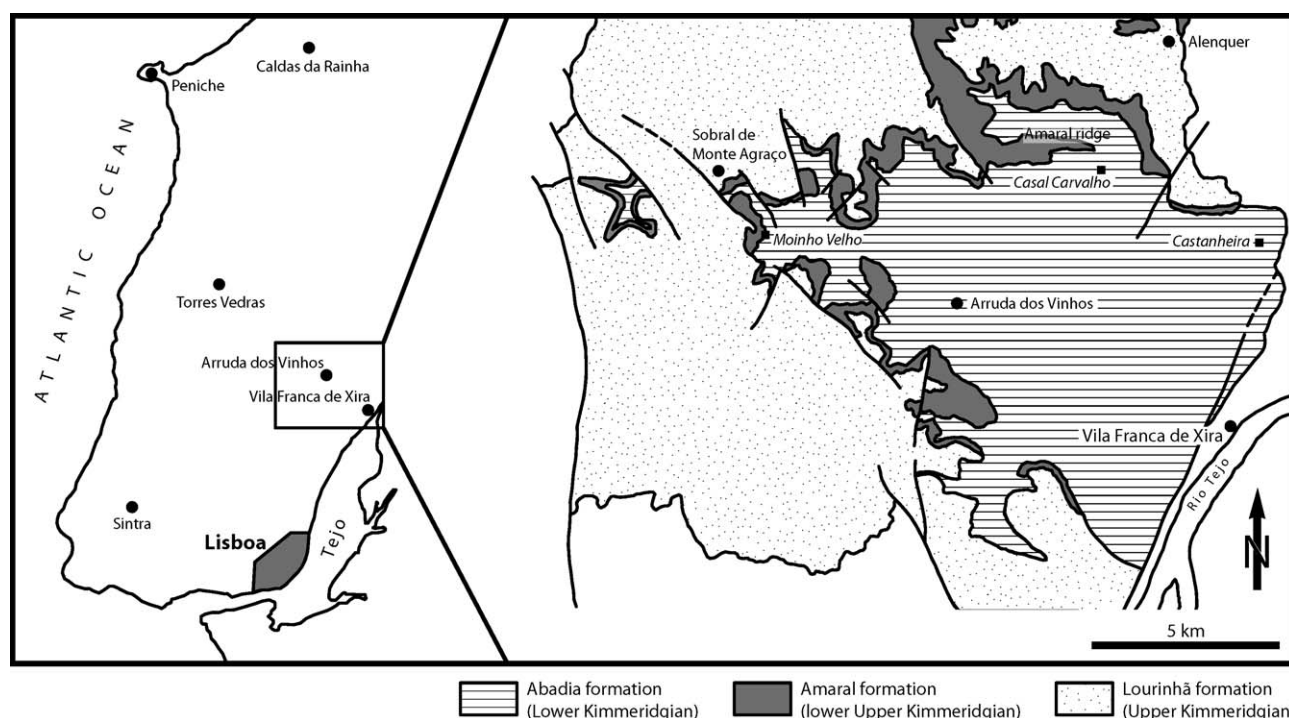 Caldas da Rainha
Peniche
ATLANTIC OCEAN
Torres Vedras
Arruda dos Vinhos
Vila Franca de Xira
Sintra
Lisboa
Tejo
Alenquer
Sobral de
Monte Agraço
Amaral ridge
Casal Carvalho
Moinho Velho
Castanheira
Arruda dos Vinhos
Vila Franca de Xira
Rio Tejo
N
5 km
Abadia formation
(Lower Kimmeridgian)
Amaral formation
(lower Upper Kimmeridgian)
Lourinhã formation
(Upper Kimmeridgian)